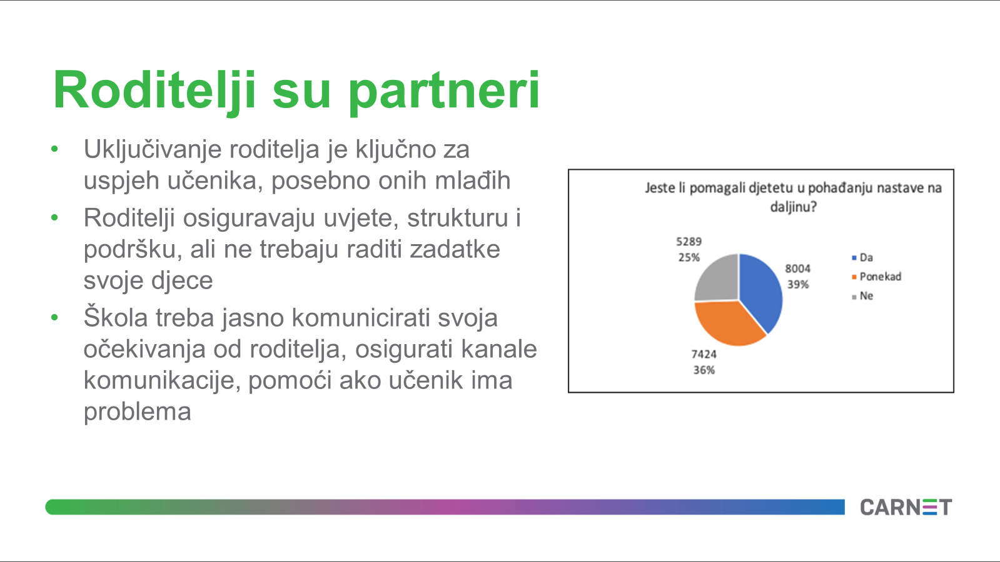 Roditelji su partneri
• Uključivanje roditelja je ključno za
uspjeh učenika, posebno onih mlađih
• Roditelji osiguravaju uvjete, strukturu i
podršku, ali ne trebaju raditi zadatke
svoje djece
• Škola treba jasno komunicirati svoja
očekivanja od roditelja, osigurati kanale
komunikacije, pomoći ako učenik ima
problema
Jeste li pomagali djetetu u pohađanju nastave na
daljinu?
5289
25%
8004
39%
7424
36%
Da
Ponekad
Ne
CARNET